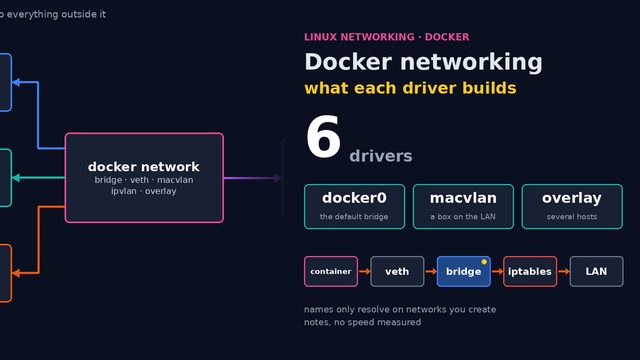 o everything outside it
docker network
bridge · veth · macvlan
ipvlan · overlay
LINUX NETWORKING · DOCKER
Docker networking
what each driver builds
6 drivers
docker0
the default bridge
macvlan
a box on the LAN
overlay
several hosts
container
veth
bridge
iptables
LAN
names only resolve on networks you create
notes, no speed measured